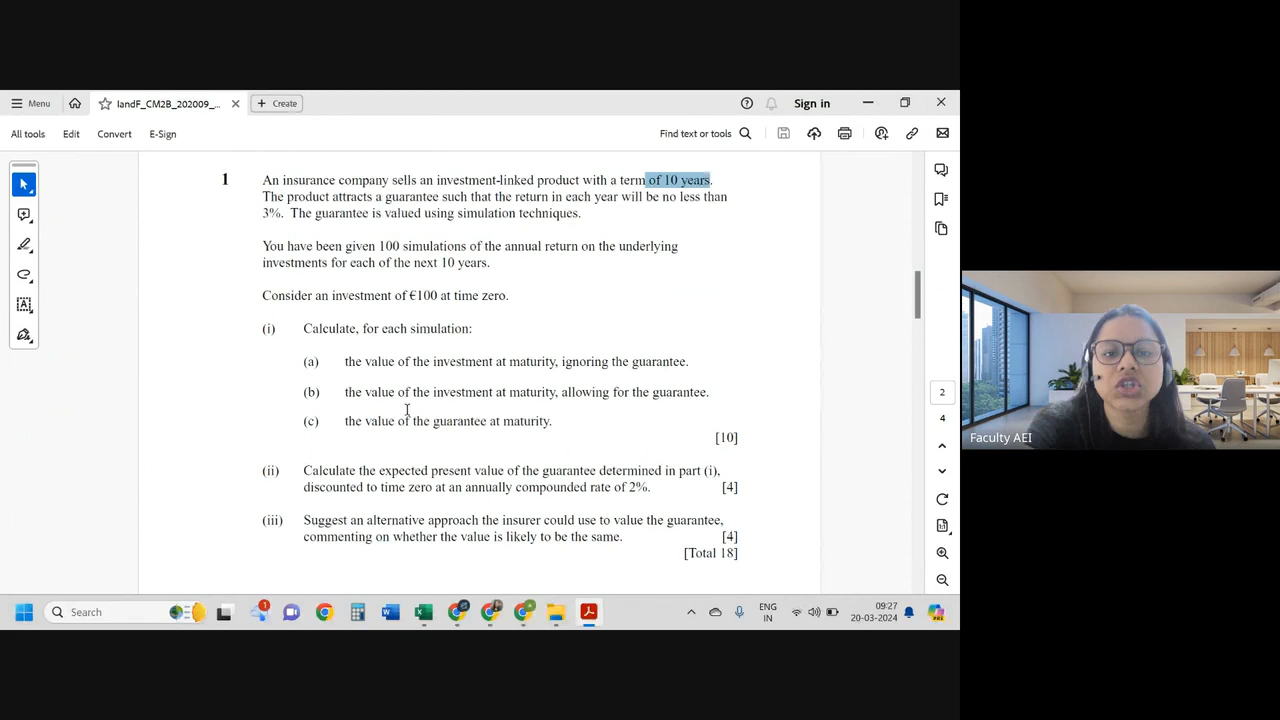 Menu
IandF_CM2B_202009_...
Create
Sign in
All tools
Edit
Convert
E-Sign
Find text or tools
1 An insurance company sells an investment-linked product with a term of 10 years.
The product attracts a guarantee such that the return in each year will be no less than
3%. The guarantee is valued using simulation techniques.
You have been given 100 simulations of the annual return on the underlying
investments for each of the next 10 years.
Consider an investment of €100 at time zero.
(i) Calculate, for each simulation:
(a) the value of the investment at maturity, ignoring the guarantee.
(b) the value of the investment at maturity, allowing for the guarantee.
(c) the value of the guarantee at maturity.
[10]
(ii) Calculate the expected present value of the guarantee determined in part (i),
discounted to time zero at an annually compounded rate of 2%. [4]
(iii) Suggest an alternative approach the insurer could use to value the guarantee,
commenting on whether the value is likely to be the same. [4]
[Total 18]
2
4
Faculty AEI
Search
1
ENG
IN
09:27
20-03-2024